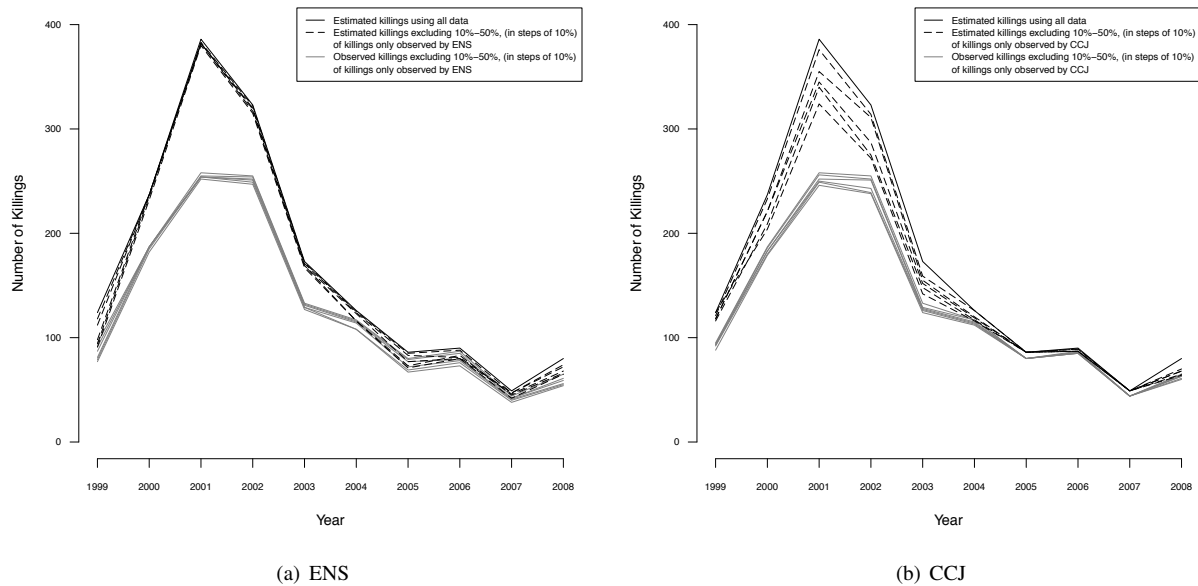 Estimated killings using all data
Estimated killings excluding 10%−50%, (in steps of 10%)
of killings only observed by ENS
Observed killings excluding 10%−50%, (in steps of 10%)
of killings only observed by ENS
400
300
200
100
0
Number of Killings
1999 2000 2001 2002 2003 2004 2005 2006 2007 2008
Year
(a) ENS
Estimated killings using all data
Estimated killings excluding 10%−50%, (in steps of 10%)
of killings only observed by CCJ
Observed killings excluding 10%−50%, (in steps of 10%)
of killings only observed by CCJ
400
300
200
100
0
Number of Killings
1999 2000 2001 2002 2003 2004 2005 2006 2007 2008
Year
(b) CCJ